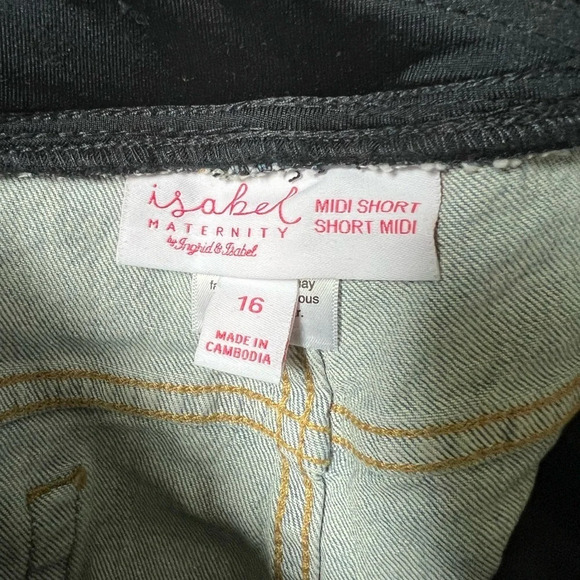 isabel
MATERNITY
by Ingrid & Isabel
MIDI SHORT
SHORT MIDI
16
MADE IN
CAMBODIA